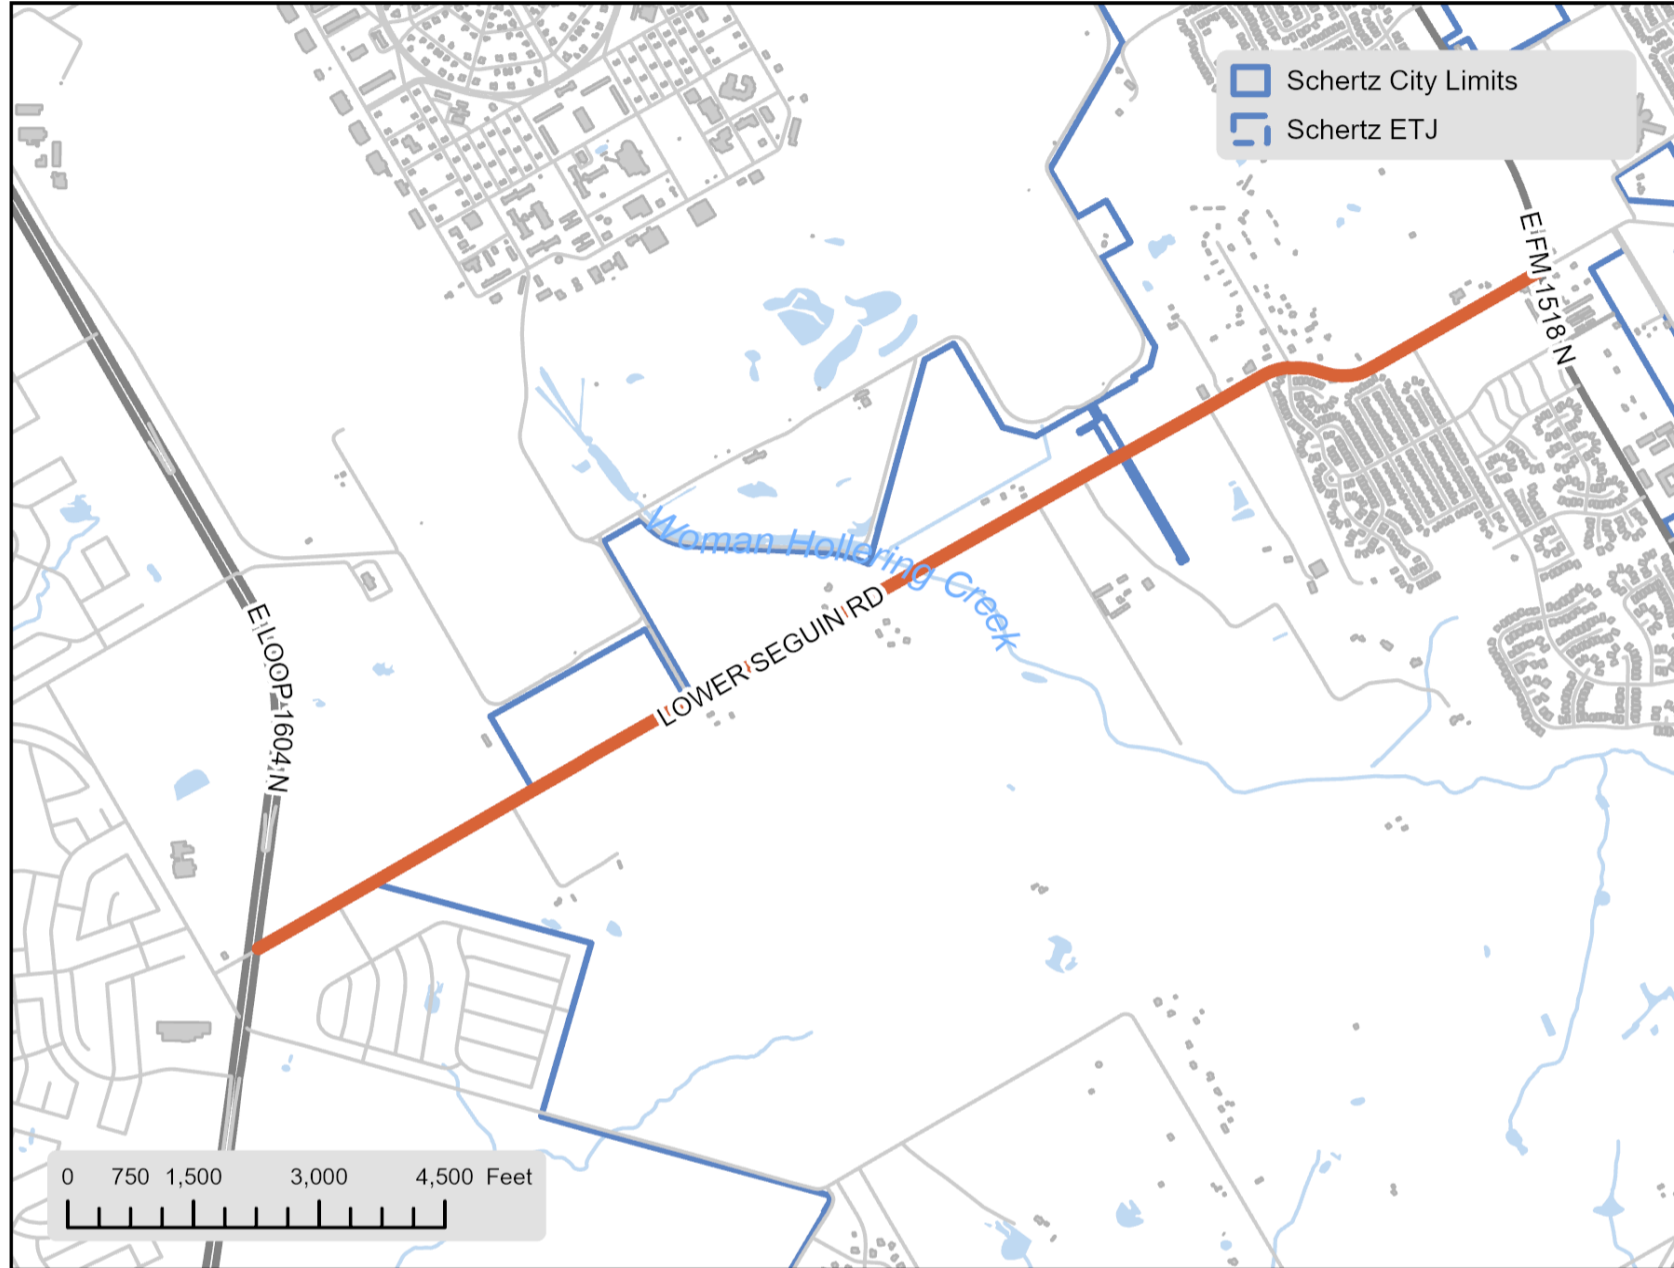 Schertz City Limits
Schertz ETJ
E FM 1518 N
Woman Hollering Creek
LOWER SEGUIN RD
E LOOP 1604 N
0 750 1,500 3,000 4,500 Feet